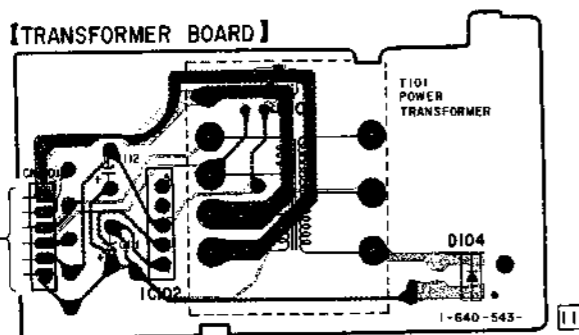 [TRANSFORMER BOARD]
T101
POWER
TRANSFORMER
D104
IC102
1-640-543-
11